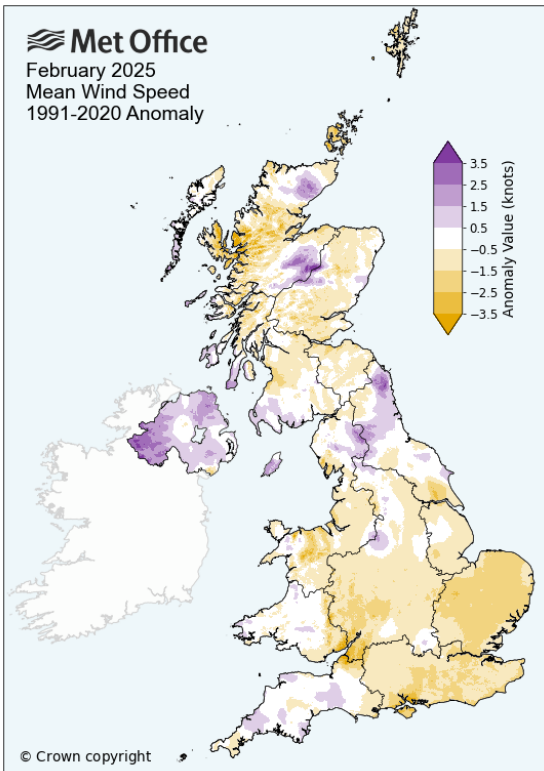 Met Office
February 2025
Mean Wind Speed
1991-2020 Anomaly
3.5
2.5
1.5
0.5
−0.5
−1.5
−2.5
−3.5
Anomaly Value (knots)
© Crown copyright